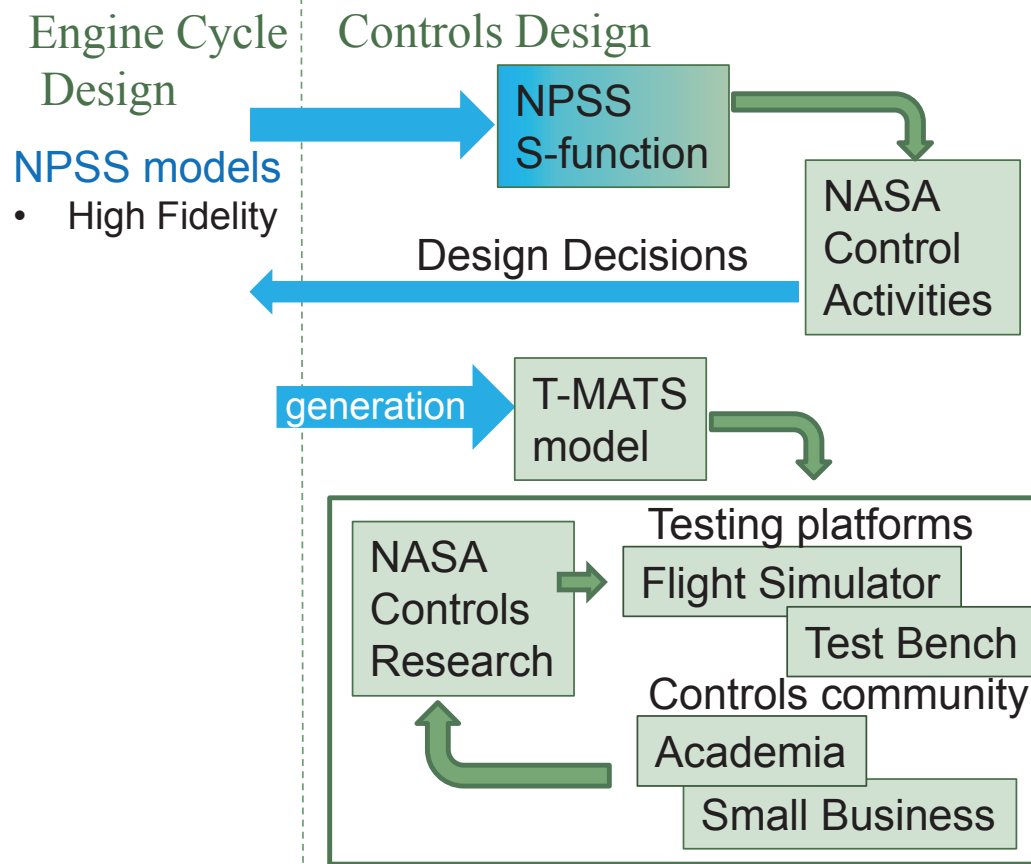 Engine Cycle
Design
Controls Design
NPSS models
• High Fidelity
NPSS
S-function
NASA
Control
Activities
Design Decisions
generation
T-MATS
model
NASA
Controls
Research
Testing platforms
Flight Simulator
Test Bench
Controls community
Academia
Small Business